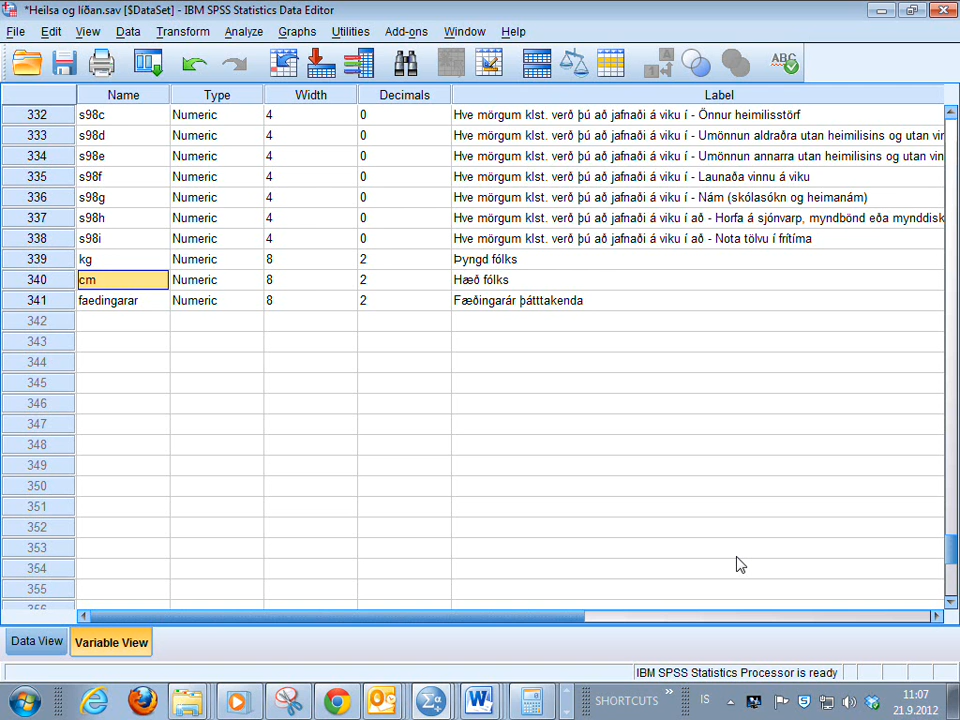 *Heilsa og líðan.sav [$DataSet] - IBM SPSS Statistics Data Editor
File Edit View Data Transform Analyze Graphs Utilities Add-ons Window Help
Name Type Width Decimals Label
332 s98c Numeric 4 0 Hve mörgum klst. verð þú að jafnaði á viku í - Önnur heimilisstörf
333 s98d Numeric 4 0 Hve mörgum klst. verð þú að jafnaði á viku í - Umönnun aldraðra utan heimilisins og utan vin
334 s98e Numeric 4 0 Hve mörgum klst. verð þú að jafnaði á viku í - Umönnun annarra utan heimilisins og utan vin
335 s98f Numeric 4 0 Hve mörgum klst. verð þú að jafnaði á viku í - Launaða vinnu á viku
336 s98g Numeric 4 0 Hve mörgum klst. verð þú að jafnaði á viku í - Nám (skólasókn og heimanám)
337 s98h Numeric 4 0 Hve mörgum klst. verð þú að jafnaði á viku í að - Horfa á sjónvarp, myndbönd eða mynddisk
338 s98i Numeric 4 0 Hve mörgum klst. verð þú að jafnaði á viku í að - Nota tölvu í frítíma
339 kg Numeric 8 2 Þyngd fólks
340 cm Numeric 8 2 Hæð fólks
341 faedingarar Numeric 8 2 Fæðingarár þátttakenda
342
343
344
345
346
347
348
349
350
351
352
353
354
355
356
Data View Variable View
IBM SPSS Statistics Processor is ready
SHORTCUTS » IS 11:07
21.9.2012